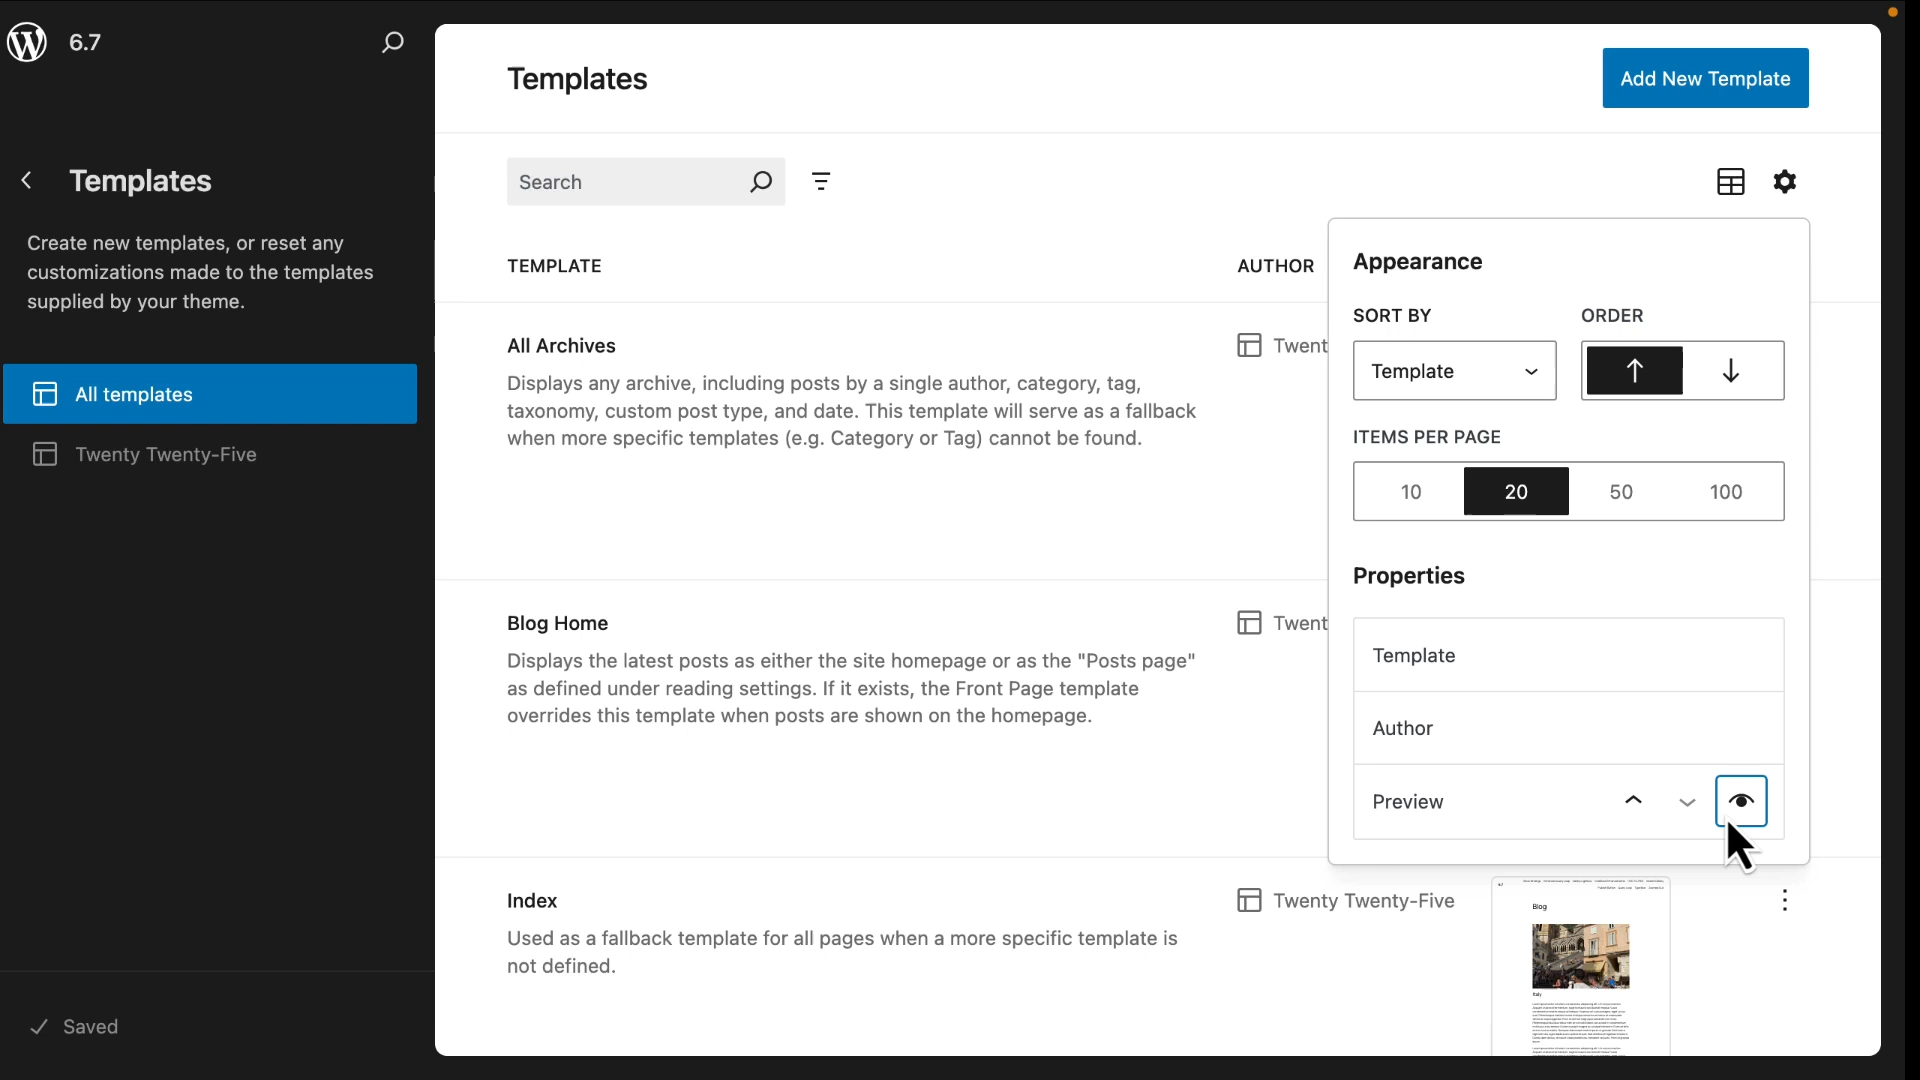 6.7
Templates
Create new templates, or reset any
customizations made to the templates
supplied by your theme.
All templates
Twenty Twenty-Five
Saved
Templates
Add New Template
Search
TEMPLATE
AUTHOR
All Archives
Displays any archive, including posts by a single author, category, tag,
taxonomy, custom post type, and date. This template will serve as a fallback
when more specific templates (e.g. Category or Tag) cannot be found.
Twent
Blog Home
Displays the latest posts as either the site homepage or as the "Posts page"
as defined under reading settings. If it exists, the Front Page template
overrides this template when posts are shown on the homepage.
Twent
Index
Used as a fallback template for all pages when a more specific template is
not defined.
Twenty Twenty-Five
Blog
Italy
Appearance
SORT BY
ORDER
Template
ITEMS PER PAGE
10 20 50 100
Properties
Template
Author
Preview